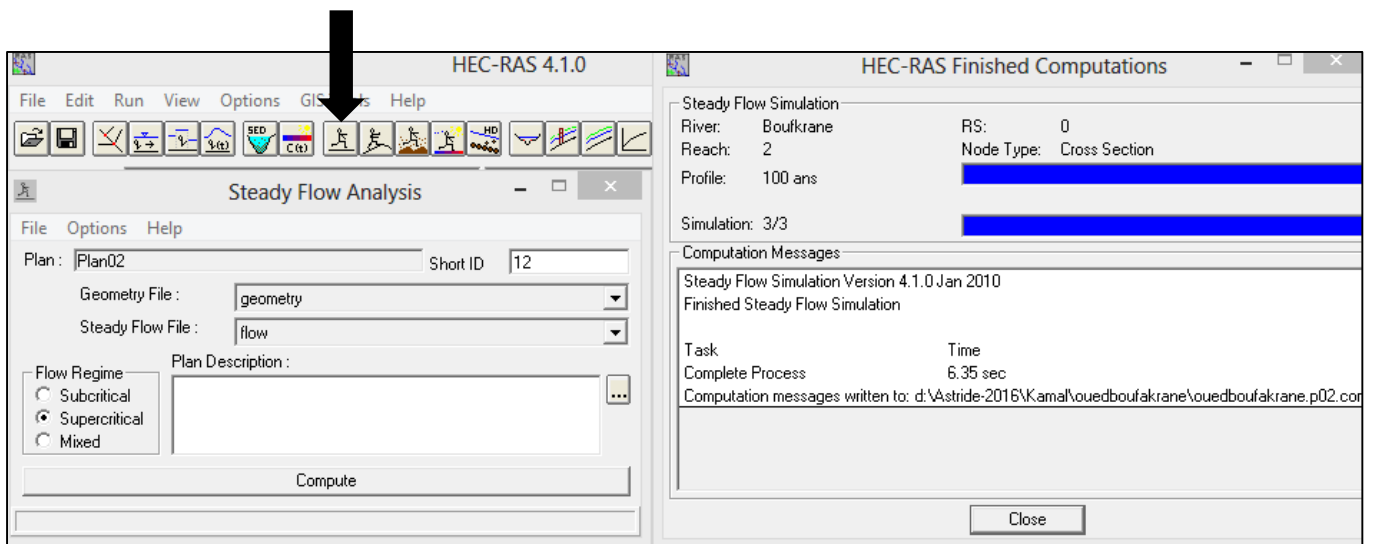 HEC-RAS 4.1.0
File Edit Run View Options GIS Help
SED
C(t)
HD
Steady Flow Analysis
File Options Help
Plan : Plan02 Short ID 12
Geometry File : geometry
Steady Flow File : flow
Plan Description :
Flow Regime
Subcritical
Supercritical
Mixed
...
Compute
HEC-RAS Finished Computations
Steady Flow Simulation
River: Boufkrane RS: 0
Reach: 2 Node Type: Cross Section
Profile: 100 ans
Simulation: 3/3
Computation Messages
Steady Flow Simulation Version 4.1.0 Jan 2010
Finished Steady Flow Simulation
Task Time
Complete Process 6.35 sec
Computation messages written to: d:\Astride-2016\Kamal\ouedboufakrane\ouedboufakrane.p02.cor
Close